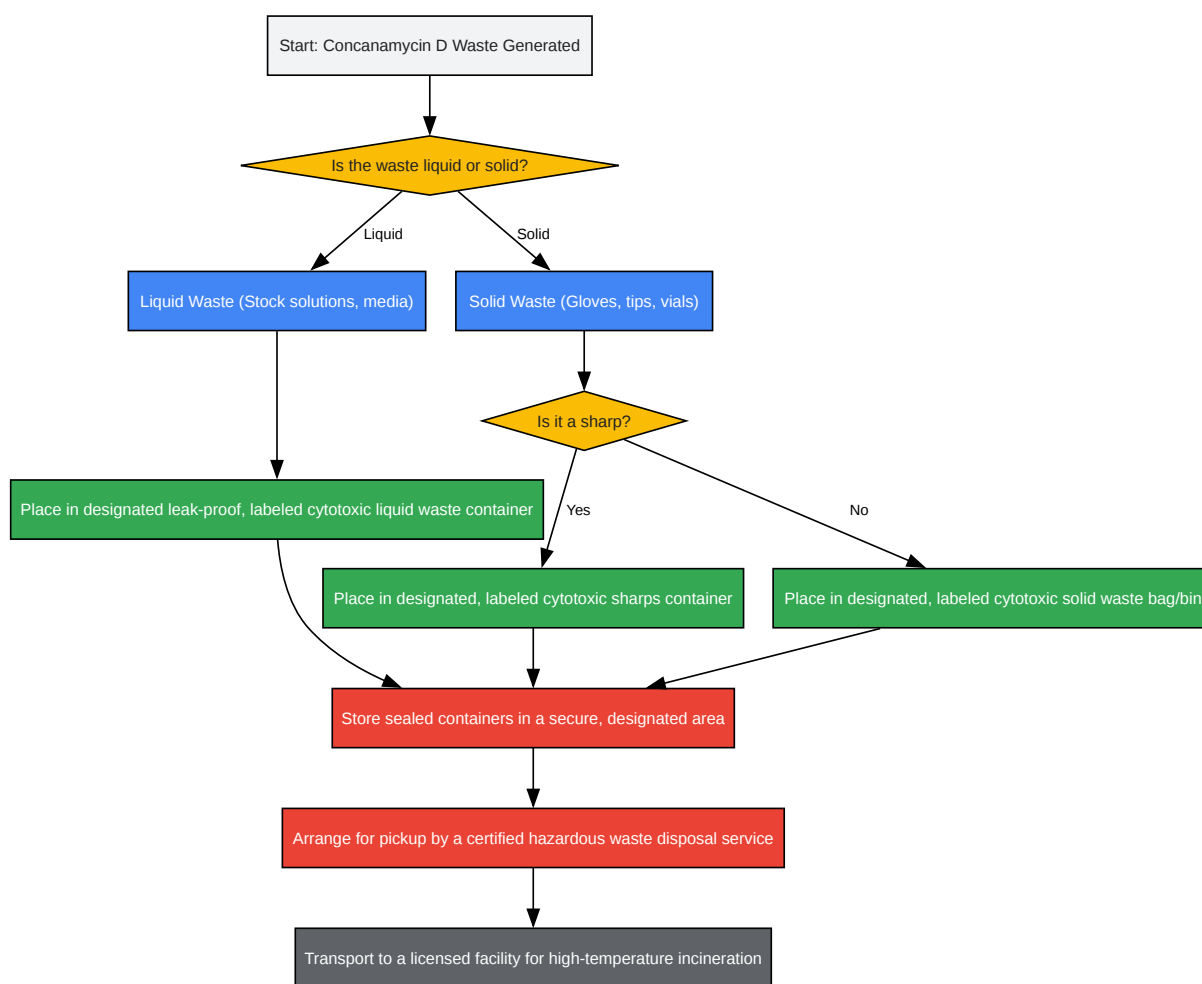 Start: Concanamycin D Waste Generated
Is the waste liquid or solid?
Liquid
Solid
Liquid Waste (Stock solutions, media)
Solid Waste (Gloves, tips, vials)
Is it a sharp?
Place in designated leak-proof, labeled cytotoxic liquid waste container
Yes
No
Place in designated, labeled cytotoxic sharps container
Place in designated, labeled cytotoxic solid waste bag/bin
Store sealed containers in a secure, designated area
Arrange for pickup by a certified hazardous waste disposal service
Transport to a licensed facility for high-temperature incineration